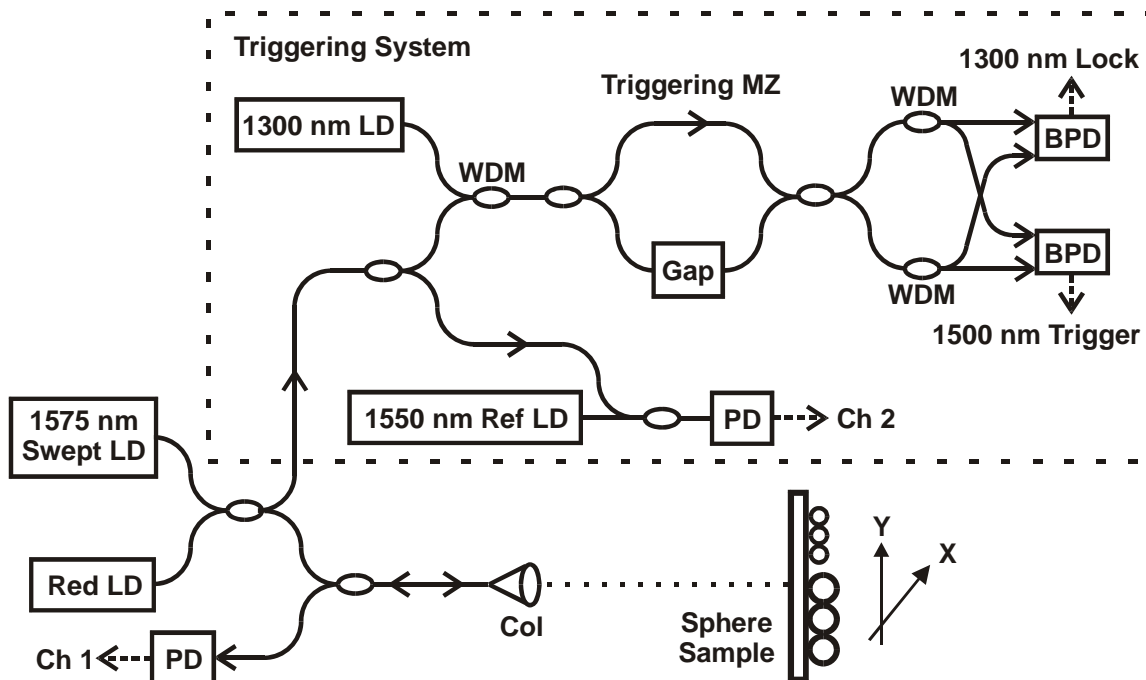 Triggering System
1300 nm Lock
Triggering MZ
WDM
1300 nm LD
BPD
WDM
Gap
BPD
WDM
1500 nm Trigger
1550 nm Ref LD
PD
Ch 2
1575 nm
Swept LD
Y
X
Red LD
Col
Sphere
Sample
Ch 1
PD